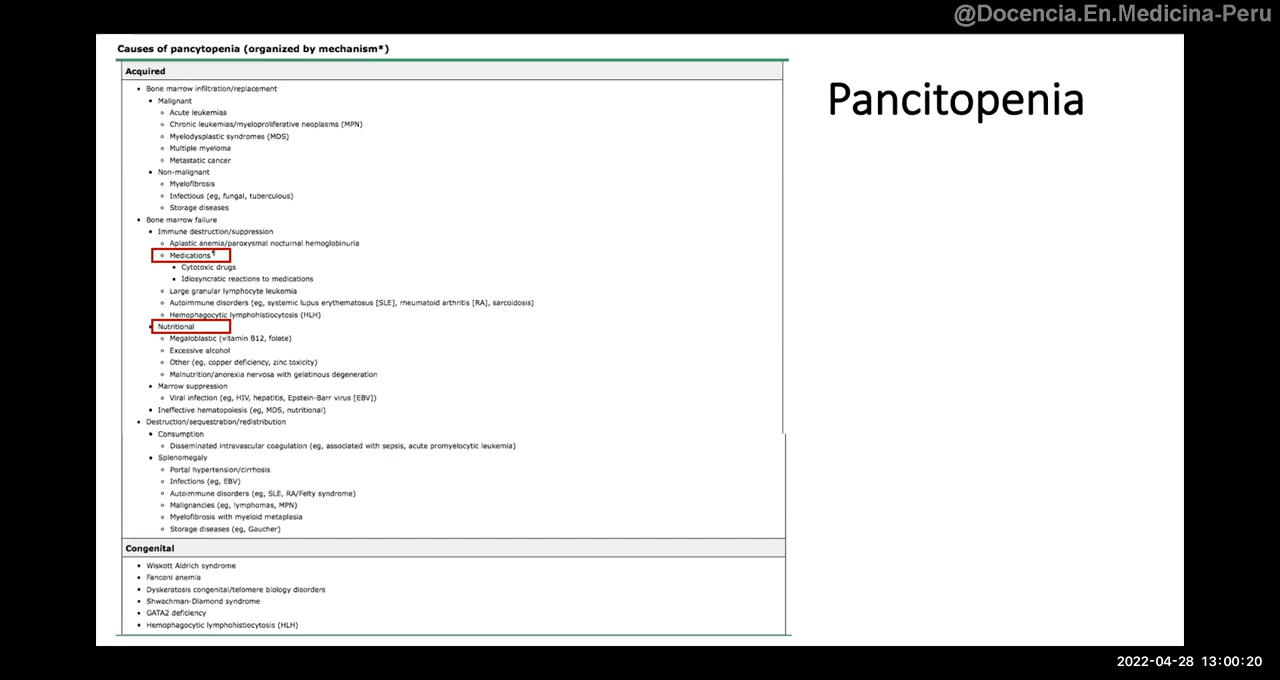 @Docencia.En.Medicina-Peru
Causes of pancytopenia (organized by mechanism*)
Pancitopenia
Acquired
• Bone marrow infiltration/replacement
• Malignant
Acute leukemias
Chronic leukemias/myeloproliferative neoplasms (MPN)
Myelodysplastic syndromes (MDS)
Multiple myeloma
Metastatic cancer
• Non-malignant
Myelofibrosis
Infectious (eg, fungal, tuberculous)
Storage diseases
• Bone marrow failure
• Immune destruction/suppression
Aplastic anemia/paroxysmal nocturnal hemoglobinuria
Medications¶
Cytotoxic drugs
Idiosyncratic reactions to medications
Large granular lymphocyte leukemia
Autoimmune disorders (eg, systemic lupus erythematosus [SLE], rheumatoid arthritis [RA], sarcoidosis)
Hemophagocytic lymphohistiocytosis (HLH)
• Nutritional
Megaloblastic (vitamin B12, folate)
Excessive alcohol
Other (eg, copper deficiency, zinc toxicity)
Malnutrition/anorexia nervosa with gelatinous degeneration
• Marrow suppression
Viral infection (eg, HIV, hepatitis, Epstein-Barr virus [EBV])
• Ineffective hematopoiesis (eg, MDS, nutritional)
• Destruction/sequestration/redistribution
• Consumption
Disseminated intravascular coagulation (eg, associated with sepsis, acute promyelocytic leukemia)
• Splenomegaly
Portal hypertension/cirrhosis
Infections (eg, EBV)
Autoimmune disorders (eg, SLE, RA/Felty syndrome)
Malignancies (eg, lymphomas, MPN)
Myelofibrosis with myeloid metaplasia
Storage diseases (eg, Gaucher)
Congenital
• Wiskott Aldrich syndrome
• Fanconi anemia
• Dyskeratosis congenital/telomere biology disorders
• Shwachman-Diamond syndrome
• GATA2 deficiency
• Hemophagocytic lymphohistiocytosis (HLH)
2022-04-28 13:00:20